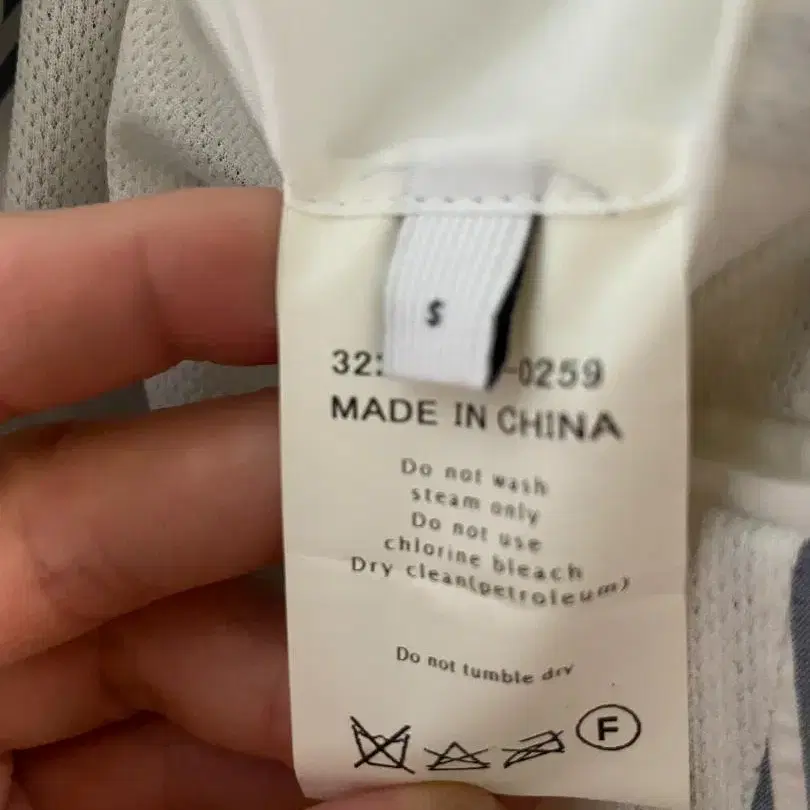 S
32: -0259
MADE IN CHINA
Do not wash
steam only
Do not use
chlorine bleach
Dry clean(petroleum)
Do not tumble dry
F